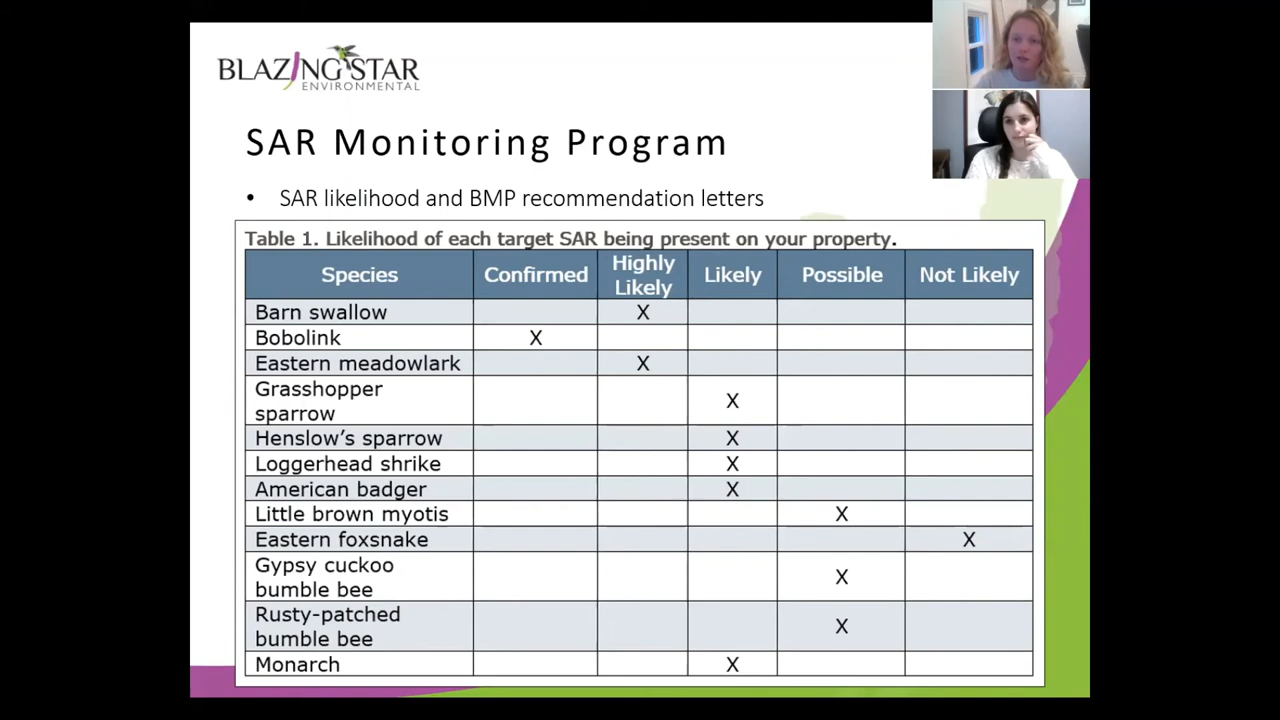 BLAZING STAR
ENVIRONMENTAL
SAR Monitoring Program
• SAR likelihood and BMP recommendation letters
Table 1. Likelihood of each target SAR being present on your property.
Species Confirmed Highly Likely Likely Possible Not Likely
Barn swallow X
Bobolink X
Eastern meadowlark X
Grasshopper
sparrow X
Henslow’s sparrow X
Loggerhead shrike X
American badger X
Little brown myotis X
Eastern foxsnake X
Gypsy cuckoo
bumble bee X
Rusty-patched
bumble bee X
Monarch X